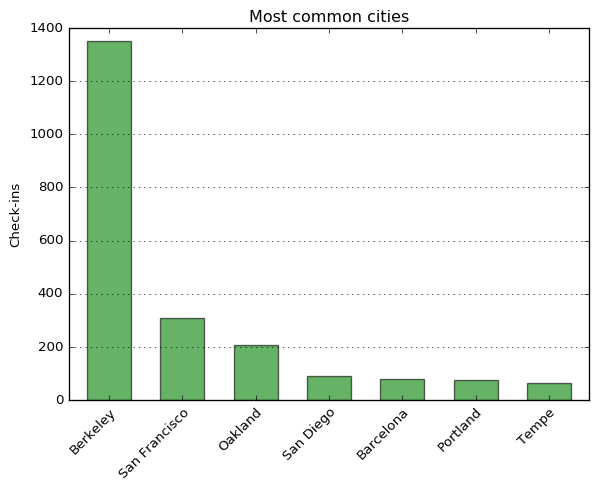 Most common cities
1400
1200
1000
800
600
400
200
0
Check-ins
Berkeley
San Francisco
Oakland
San Diego
Barcelona
Portland
Tempe